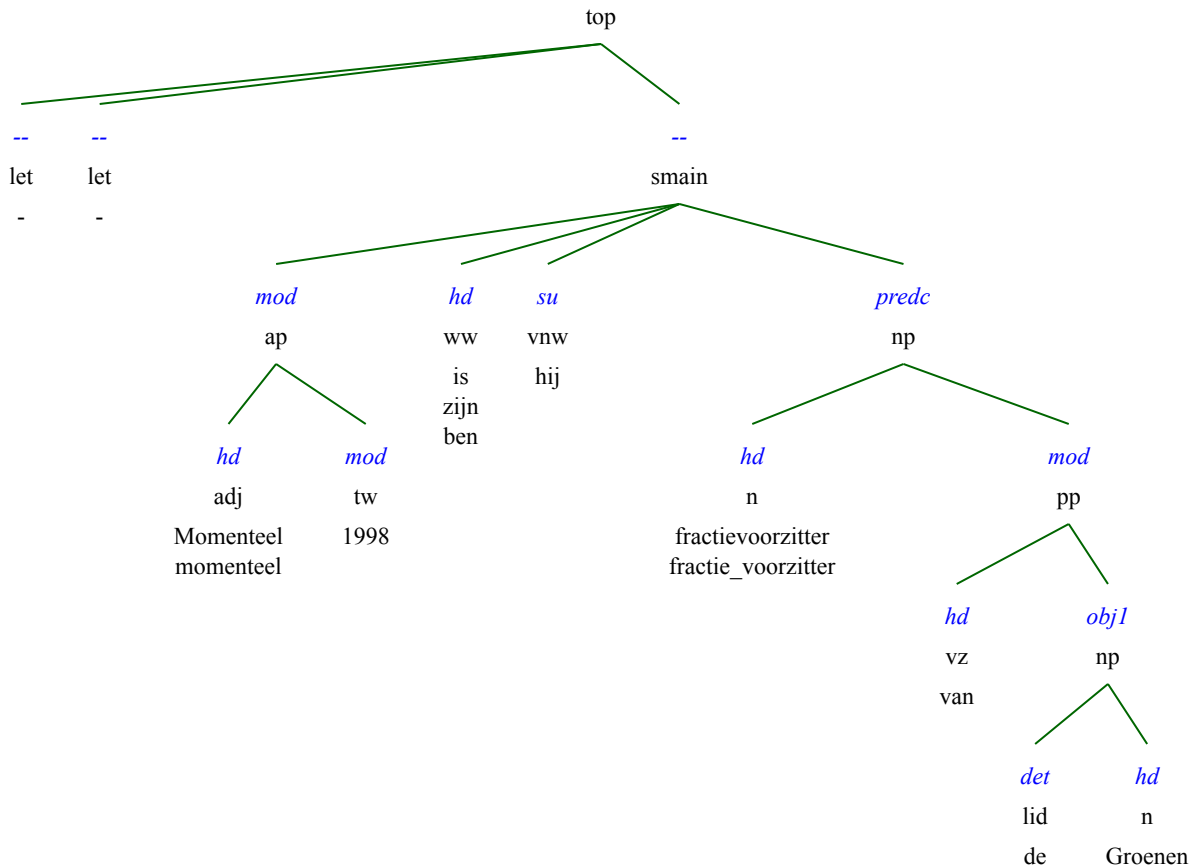 top
-- -- --
let let smain
- -
mod hd su predc
ap ww vnw np
is hij
zijn
ben
hd mod hd mod
adj tw n pp
Momenteel 1998 fractievoorzitter
momenteel fractie_voorzitter
hd obj1
vz np
van
det hd
lid n
de Groenen